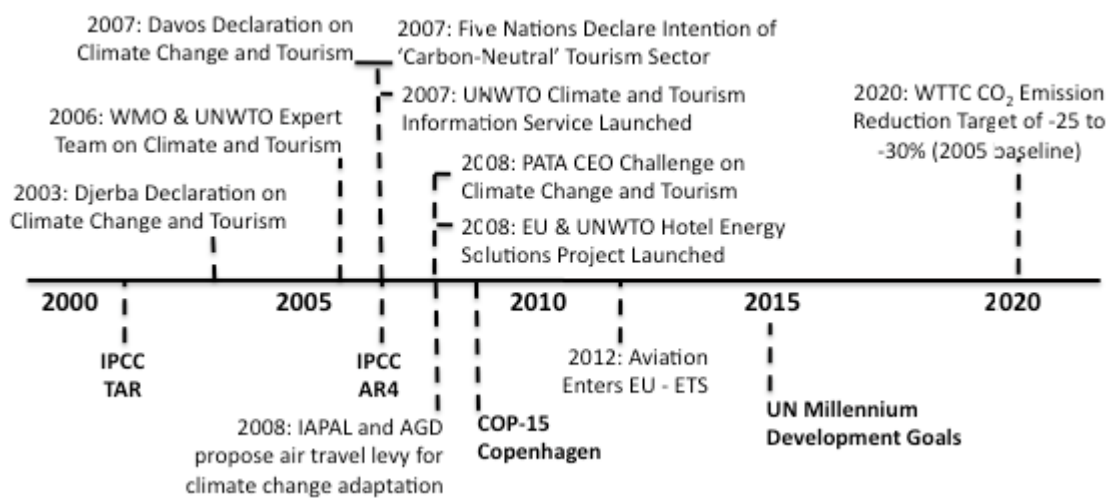 2007: Davos Declaration on
Climate Change and Tourism
2007: Five Nations Declare Intention of
‘Carbon-Neutral’ Tourism Sector
2007: UNWTO Climate and Tourism
Information Service Launched
2006: WMO & UNWTO Expert
Team on Climate and Tourism
2020: WTTC CO₂ Emission
Reduction Target of -25 to
-30% (2005 baseline)
2008: PATA CEO Challenge on
Climate Change and Tourism
2003: Djerba Declaration on
Climate Change and Tourism
2008: EU & UNWTO Hotel Energy
Solutions Project Launched
2000
2005
2010
2015
2020
IPCC
TAR
IPCC
AR4
2012: Aviation
Enters EU - ETS
2008: IAPAL and AGD
propose air travel levy for
climate change adaptation
COP-15
Copenhagen
UN Millennium
Development Goals